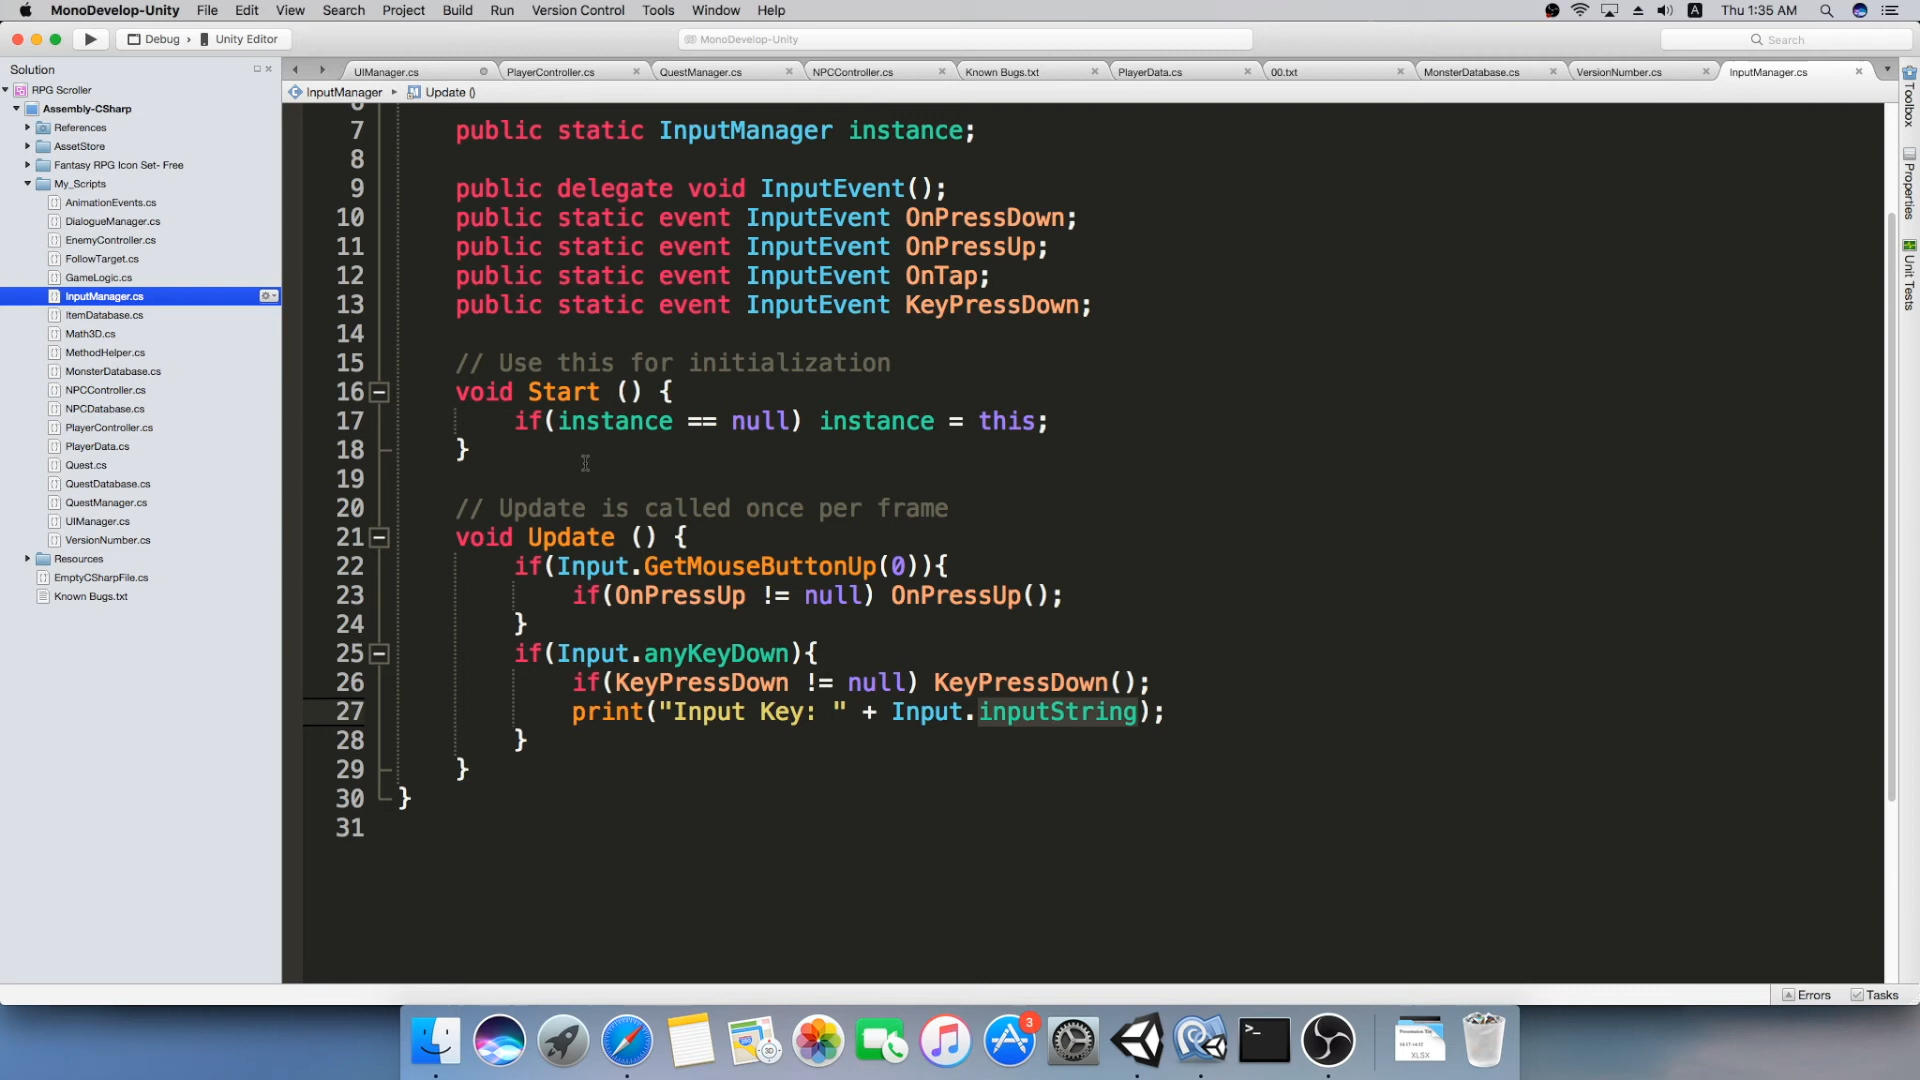 MonoDevelop-Unity File Edit View Search Project Build Run Version Control Tools Window Help
A Thu 1:35 AM
Debug › Unity Editor
MonoDevelop-Unity
Search
Solution
UIManager.cs PlayerController.cs QuestManager.cs NPCController.cs Known Bugs.txt PlayerData.cs 00.txt MonsterDatabase.cs VersionNumber.cs InputManager.cs
InputManager ▸ Update ()
RPG Scroller
Assembly-CSharp
References
AssetStore
Fantasy RPG Icon Set- Free
My_Scripts
AnimationEvents.cs
DialogueManager.cs
EnemyController.cs
FollowTarget.cs
GameLogic.cs
InputManager.cs
ItemDatabase.cs
Math3D.cs
MethodHelper.cs
MonsterDatabase.cs
NPCController.cs
NPCDatabase.cs
PlayerController.cs
PlayerData.cs
Quest.cs
QuestDatabase.cs
QuestManager.cs
UIManager.cs
VersionNumber.cs
Resources
EmptyCSharpFile.cs
Known Bugs.txt
7 public static InputManager instance;
8
9 public delegate void InputEvent();
10 public static event InputEvent OnPressDown;
11 public static event InputEvent OnPressUp;
12 public static event InputEvent OnTap;
13 public static event InputEvent KeyPressDown;
14
15 // Use this for initialization
16 void Start () {
17 if(instance == null) instance = this;
18 }
19
20 // Update is called once per frame
21 void Update () {
22 if(Input.GetMouseButtonUp(0)){
23 if(OnPressUp != null) OnPressUp();
24 }
25 if(Input.anyKeyDown){
26 if(KeyPressDown != null) KeyPressDown();
27 print("Input Key: " + Input.inputString);
28 }
29 }
30 }
31
Toolbox
Properties
Unit Tests
Errors Tasks
3
XLSX